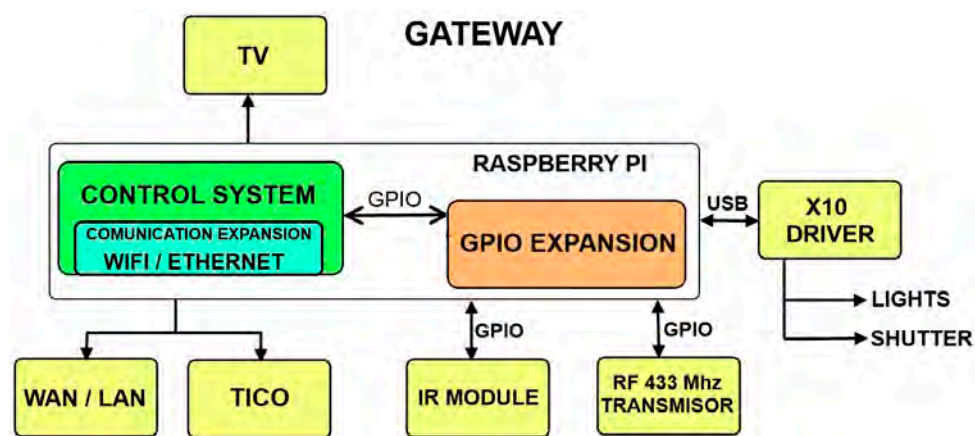 GATEWAY
TV
RASPBERRY PI
CONTROL SYSTEM
COMUNICATION EXPANSION
WIFI / ETHERNET
GPIO
GPIO EXPANSION
USB
X10
DRIVER
LIGHTS
SHUTTER
GPIO
GPIO
WAN / LAN
TICO
IR MODULE
RF 433 Mhz
TRANSMISOR